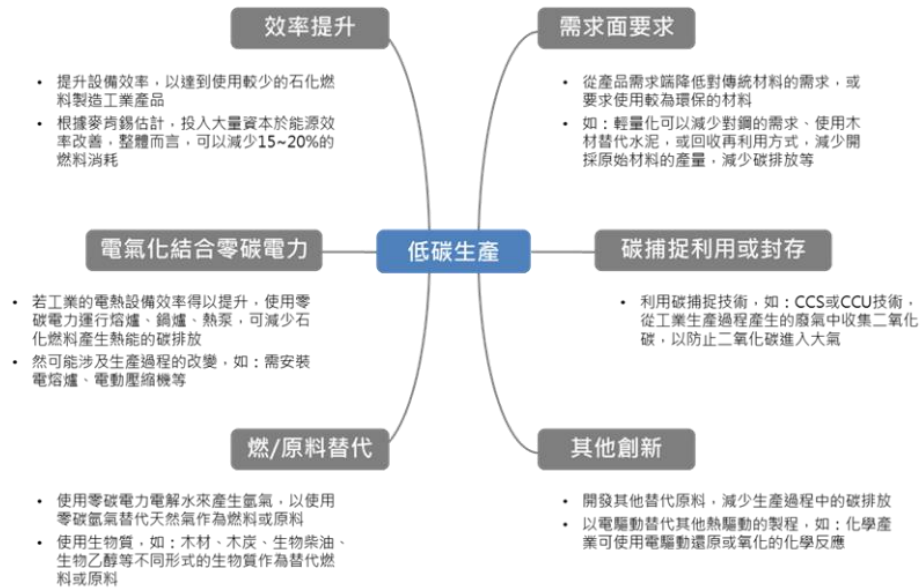 效率提升
• 提升設備效率，以達到使用較少的石化燃
料製造工業產品
• 根據麥肯錫估計，投入大量資本於能源效
率改善，整體而言，可以減少15~20%的
燃料消耗
需求面要求
• 從產品需求端降低對傳統材料的需求，或
要求使用較為環保的材料
• 如：輕量化可以減少對鋼的需求、使用木
材替代水泥，或回收再利用方式，減少開
採原始材料的產量，減少碳排放等
電氣化結合零碳電力
• 若工業的電熱設備效率得以提升，使用零
碳電力運行熔爐、鍋爐、熱泵，可減少石
化燃料產生熱能的碳排放
• 然可能涉及生產過程的改變，如：需安裝
電熔爐、電動壓縮機等
低碳生產
碳捕捉利用或封存
• 利用碳捕捉技術，如：CCS或CCU技術，
從工業生產過程產生的廢氣中收集二氧化
碳，以防止二氧化碳進入大氣
燃/原料替代
• 使用零碳電力電解水來產生氫氣，以使用
零碳氫氣替代天然氣作為燃料或原料
• 使用生物質，如：木材、木炭、生物柴油、
生物乙醇等不同形式的生物質作為替代燃
料或原料
其他創新
• 開發其他替代原料，減少生產過程中的碳排放
• 以電驅動替代其他熱驅動的製程，如：化學產
業可使用電驅動還原或氧化的化學反應